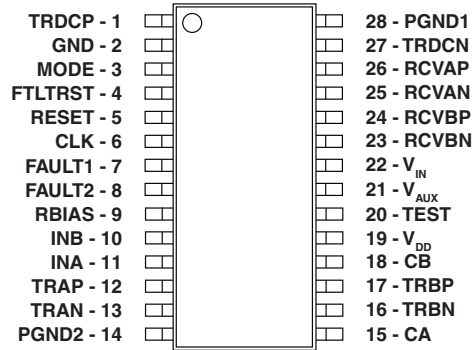 TRDCP - 1
GND - 2
MODE - 3
FTLTRST - 4
RESET - 5
CLK - 6
FAULT1 - 7
FAULT2 - 8
RBIAS - 9
INB - 10
INA - 11
TRAP - 12
TRAN - 13
PGND2 - 14
28 - PGND1
27 - TRDCN
26 - RCVAP
25 - RCVAN
24 - RCVBP
23 - RCVBN
22 - VIN
21 - VAUX
20 - TEST
19 - VDD
18 - CB
17 - TRBP
16 - TRBN
15 - CA